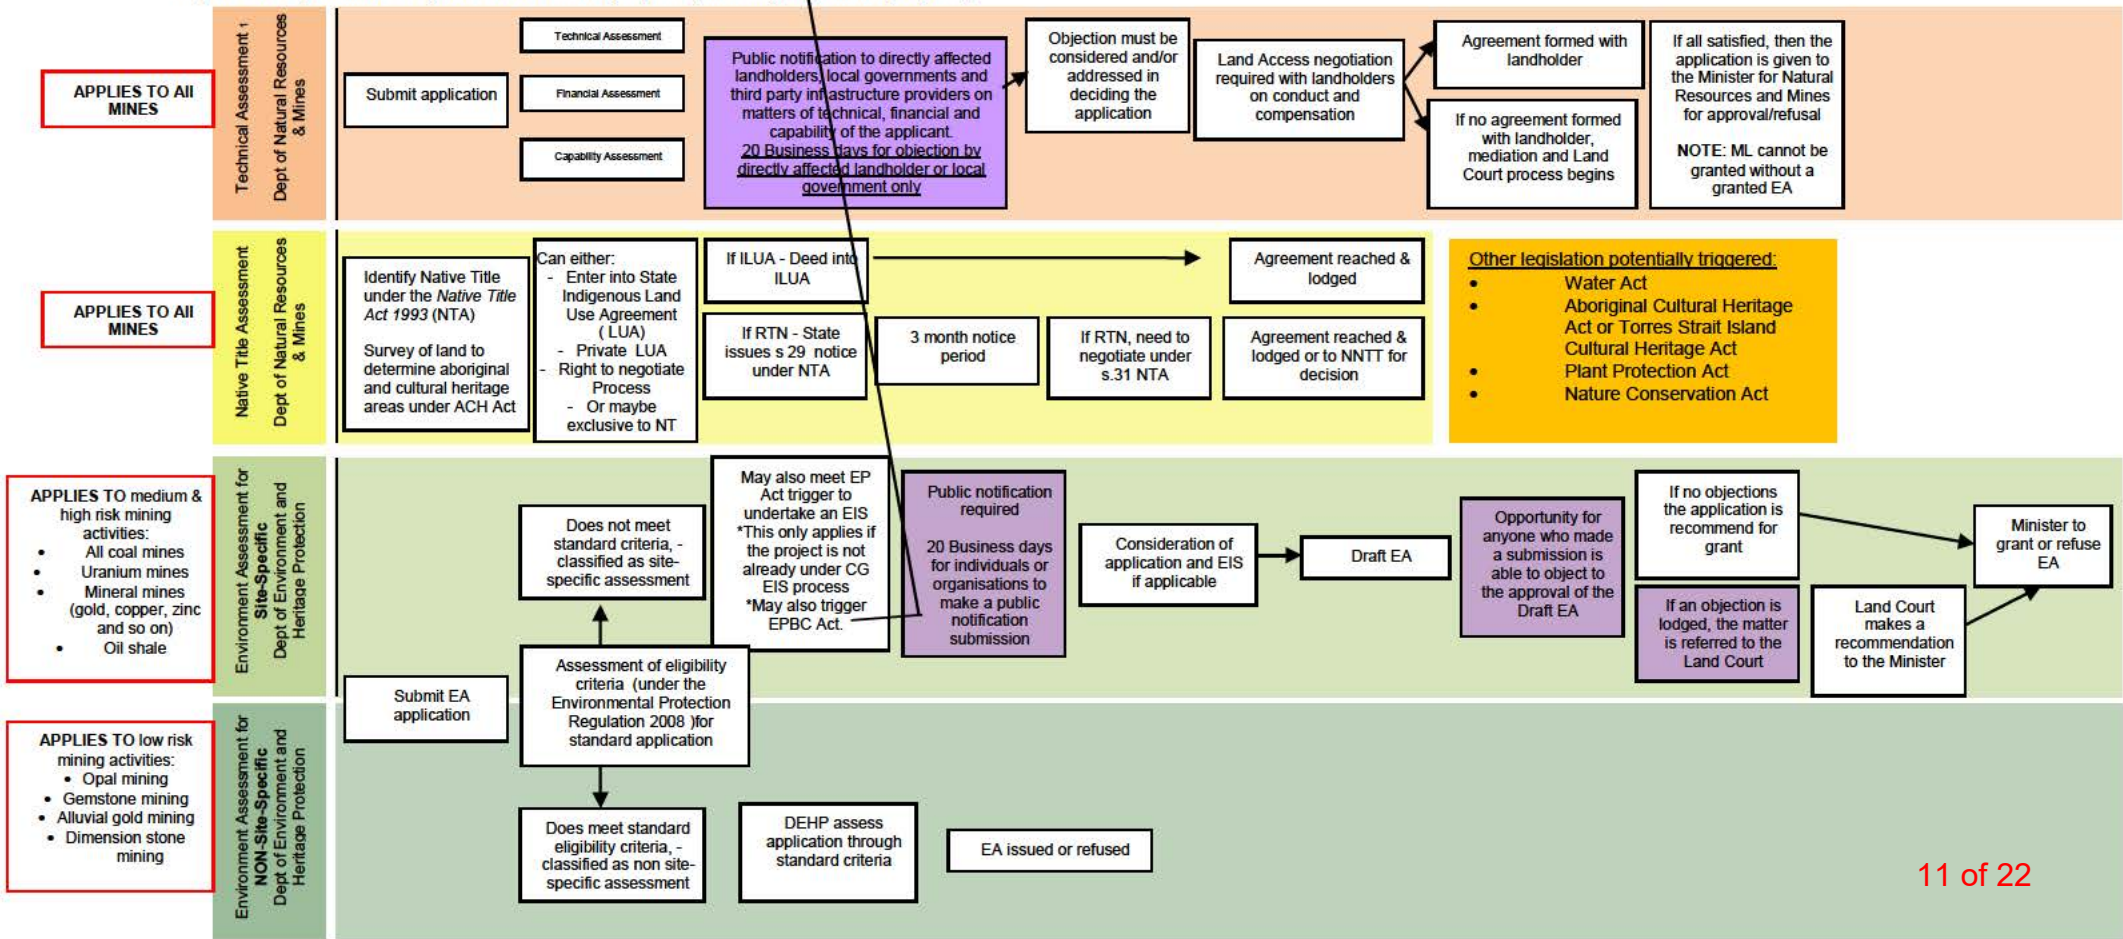 APPLIES TO All
MINES
Technical Assessment 1
Dept of Natural Resources
& Mines
Submit application
Technical Assessment
Financial Assessment
Capability Assessment
Public notification to directly affected
landholders, local governments and
third party infrastructure providers on
matters of technical, financial and
capability of the applicant.
20 Business days for objection by
directly affected landholder or local
government only
Objection must be
considered and/or
addressed in
deciding the
application
Land Access negotiation
required with landholders
on conduct and
compensation
Agreement formed with
landholder
If no agreement formed
with landholder,
mediation and Land
Court process begins
If all satisfied, then the
application is given to
the Minister for Natural
Resources and Mines
for approval/refusal
NOTE: ML cannot be
granted without a
granted EA
APPLIES TO All
MINES
Native Title Assessment
Dept of Natural Resources
& Mines
Identify Native Title
under the Native Title
Act 1993 (NTA)
Survey of land to
determine aboriginal
and cultural heritage
areas under ACH Act
Can either:
- Enter into State
Indigenous Land
Use Agreement
( LUA)
- Private LUA
- Right to negotiate
Process
- Or maybe
exclusive to NT
If ILUA - Deed into
ILUA
Agreement reached &
lodged
If RTN - State
issues s 29 notice
under NTA
3 month notice
period
If RTN, need to
negotiate under
s.31 NTA
Agreement reached &
lodged or to NNTT for
decision
Other legislation potentially triggered:
• Water Act
• Aboriginal Cultural Heritage
Act or Torres Strait Island
Cultural Heritage Act
• Plant Protection Act
• Nature Conservation Act
APPLIES TO medium &
high risk mining
activities:
• All coal mines
• Uranium mines
• Mineral mines
(gold, copper, zinc
and so on)
• Oil shale
Environment Assessment for
Site-Specific
Dept of Environment and
Heritage Protection
Does not meet
standard criteria, -
classified as site-
specific assessment
May also meet EP
Act trigger to
undertake an EIS
*This only applies if
the project is not
already under CG
EIS process
*May also trigger
EPBC Act.
Public notification
required
20 Business days
for individuals or
organisations to
make a public
notification
submission
Consideration of
application and EIS
if applicable
Draft EA
Opportunity for
anyone who made
a submission is
able to object to
the approval of the
Draft EA
If no objections
the application is
recommend for
grant
If an objection is
lodged, the matter
is referred to the
Land Court
Land Court
makes a
recommendation
to the Minister
Minister to
grant or refuse
EA
Submit EA
application
Assessment of eligibility
criteria (under the
Environmental Protection
Regulation 2008 )for
standard application
APPLIES TO low risk
mining activities:
• Opal mining
• Gemstone mining
• Alluvial gold mining
• Dimension stone
mining
Environment Assessment for
NON-Site-Specific
Dept of Environment and
Heritage Protection
Does meet standard
eligibility criteria, -
classified as non site-
specific assessment
DEHP assess
application through
standard criteria
EA issued or refused
11 of 22